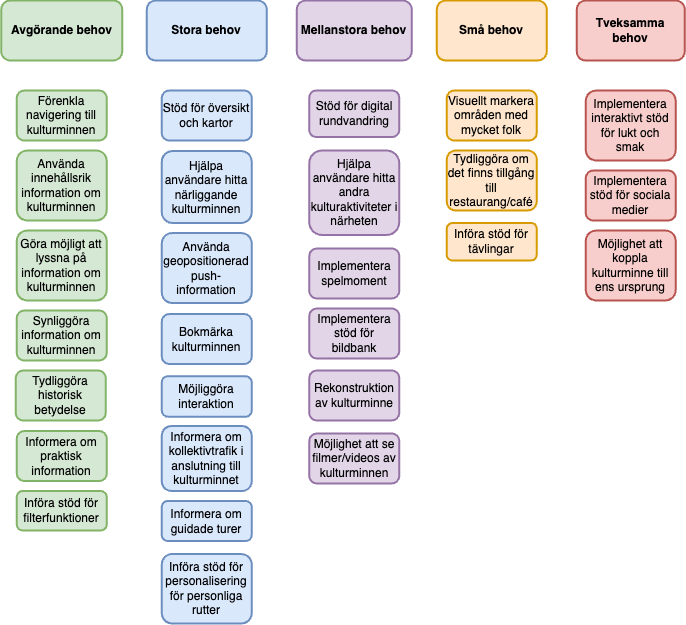 Avgörande behov
Förenkla
navigering till
kulturminnen
Använda
innehållsrik
information om
kulturminnen
Göra möjligt att
lyssna på
information om
kulturminnen
Synliggöra
information om
kulturminnen
Tydliggöra
historisk
betydelse
Informera om
praktisk
information
Införa stöd för
filterfunktioner
Stora behov
Stöd för översikt
och kartor
Hjälpa
användare hitta
närliggande
kulturminnen
Använda
geopositionerad
push-
information
Bokmärka
kulturminnen
Möjliggöra
interaktion
Informera om
kollektivtrafik i
anslutning till
kulturminnet
Informera om
guidade turer
Införa stöd för
personalisering
för personliga
rutter
Mellanstora behov
Stöd för digital
rundvandring
Hjälpa
användare hitta
andra
kulturaktiviteter i
närheten
Implementera
spelmoment
Implementera
stöd för
bildbank
Rekonstruktion
av kulturminne
Möjlighet att se
filmer/videos av
kulturminnen
Små behov
Visuellt markera
områden med
mycket folk
Tydliggöra om
det finns tillgång
till
restaurang/café
Införa stöd för
tävlingar
Tveksamma
behov
Implementera
interaktivt stöd
för lukt och
smak
Implementera
stöd för sociala
medier
Möjlighet att
koppla
kulturminne till
ens ursprung